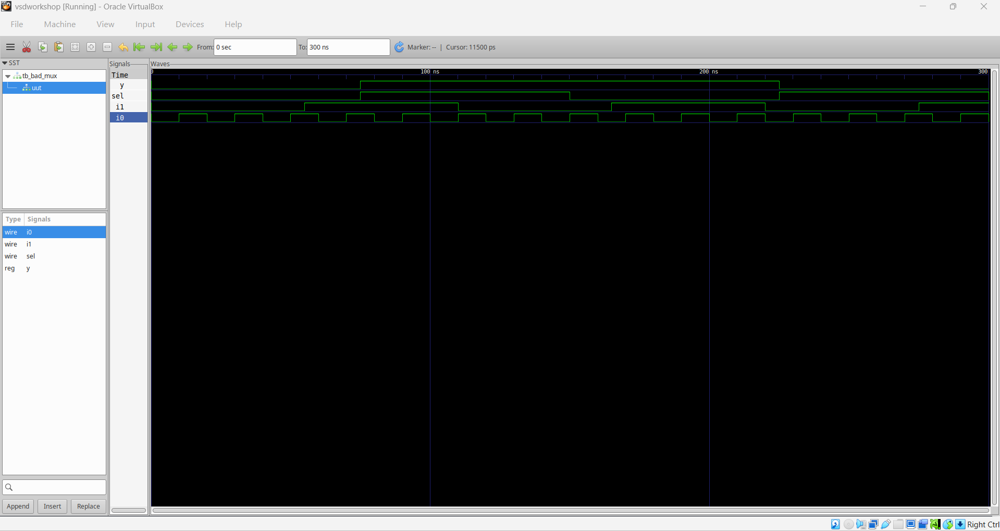 vsdworkshop [Running] - Oracle VirtualBox
File Machine View Input Devices Help
From: 0 sec To: 300 ns Marker: -- | Cursor: 11500 ps
SST
tb_bad_mux
uut
Type Signals
wire i0
wire i1
wire sel
reg y
Append Insert Replace
Signals
Time
y
sel
i1
i0
Waves
0 100 ns 200 ns 300
Right Ctrl